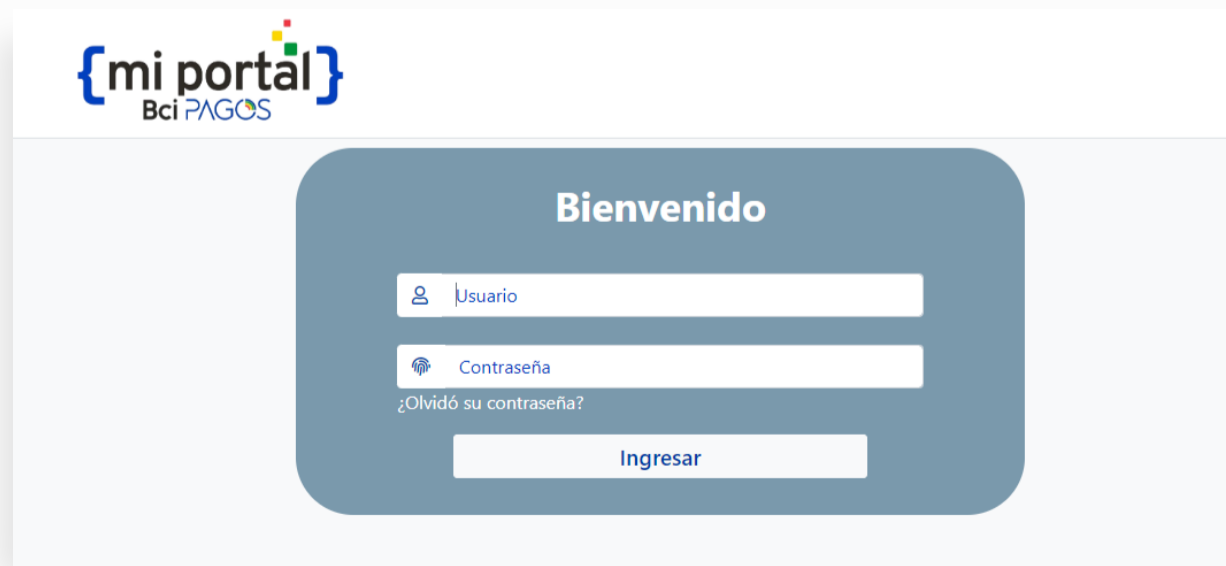 {mi portal}
Bci PAGOS
Bienvenido
Usuario
Contraseña
¿Olvidó su contraseña?
Ingresar